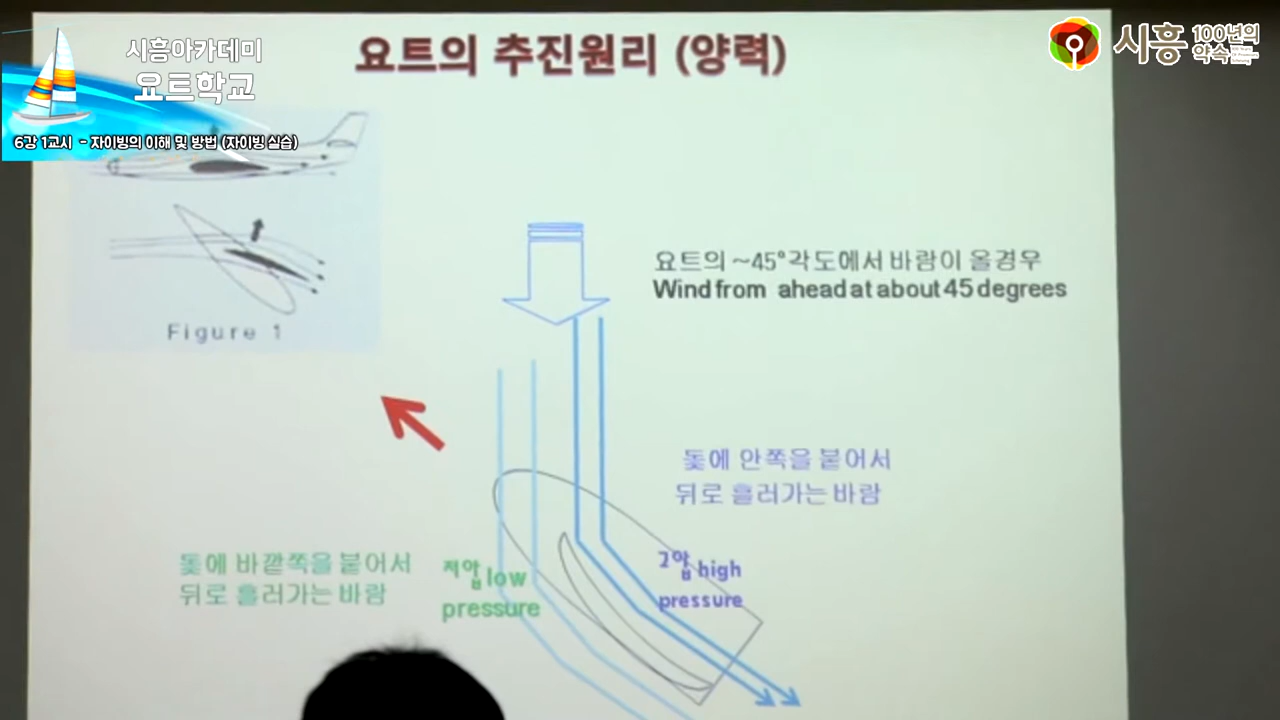 요트의 추진원리 (양력)
시흥아카데미
요트학교
6강 1교시 - 자이빙의 이해 및 방법 (자이빙 실습)
시흥 100년의
약속
Figure 1
요트의 ~45°각도에서 바람이 올경우
Wind from ahead at about 45 degrees
돛에 안쪽을 붙어서
뒤로 흘러가는 바람
돛에 바깥쪽을 붙어서
뒤로 흘러가는 바람
저압 low
pressure
고압 high
pressure